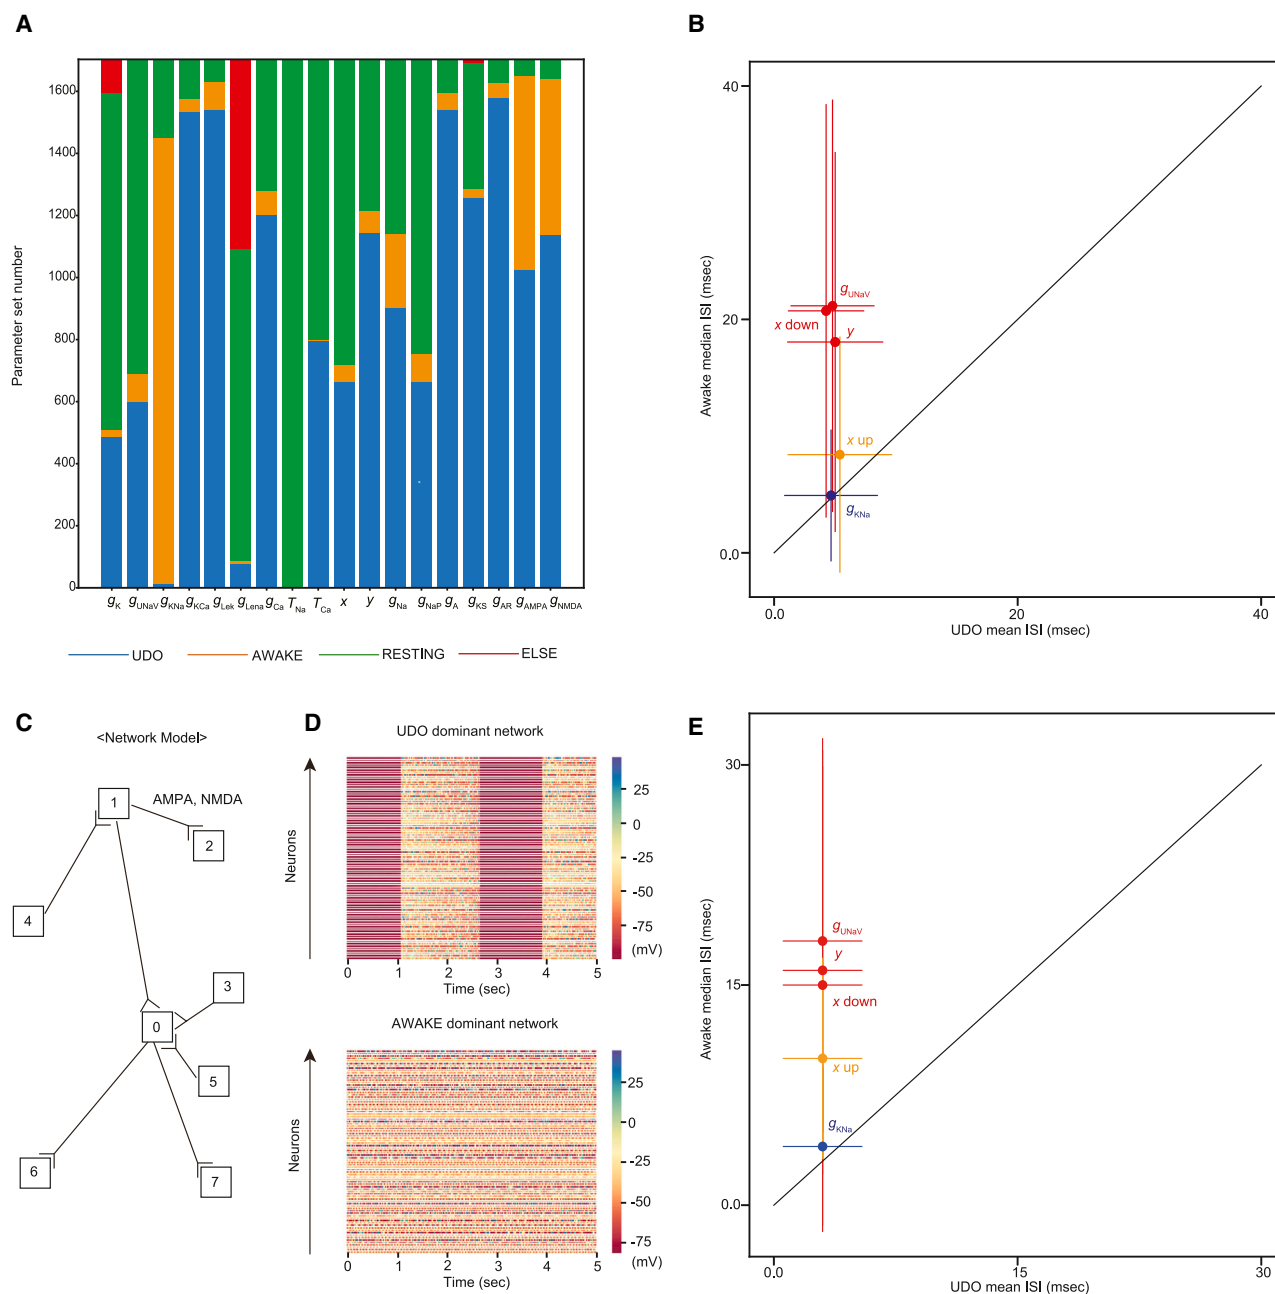 A
Parameter set number
1600
1400
1200
1000
800
600
400
200
0
gK gUNaV gKNa gKCa gLek gLena gCa TNa TCa x y gNa gNaP gA gKS gAR gAMPA gNMDA
UDO AWAKE RESTING ELSE
B
Awake median ISI (msec)
40
20
0.0
gUNaV
x down
y
x up
gKNa
0.0 20 40
UDO mean ISI (msec)
C
<Network Model>
AMPA, NMDA
1
2
4
3
0
5
6
7
D
UDO dominant network
Neurons
25
0
-25
-50
-75
(mV)
0 1 2 3 4 5
Time (sec)
AWAKE dominant network
Neurons
25
0
-25
-50
-75
(mV)
0 1 2 3 4 5
Time (sec)
E
Awake median ISI (msec)
30
15
0.0
gUNaV
y
x down
x up
gKNa
0.0 15 30
UDO mean ISI (msec)